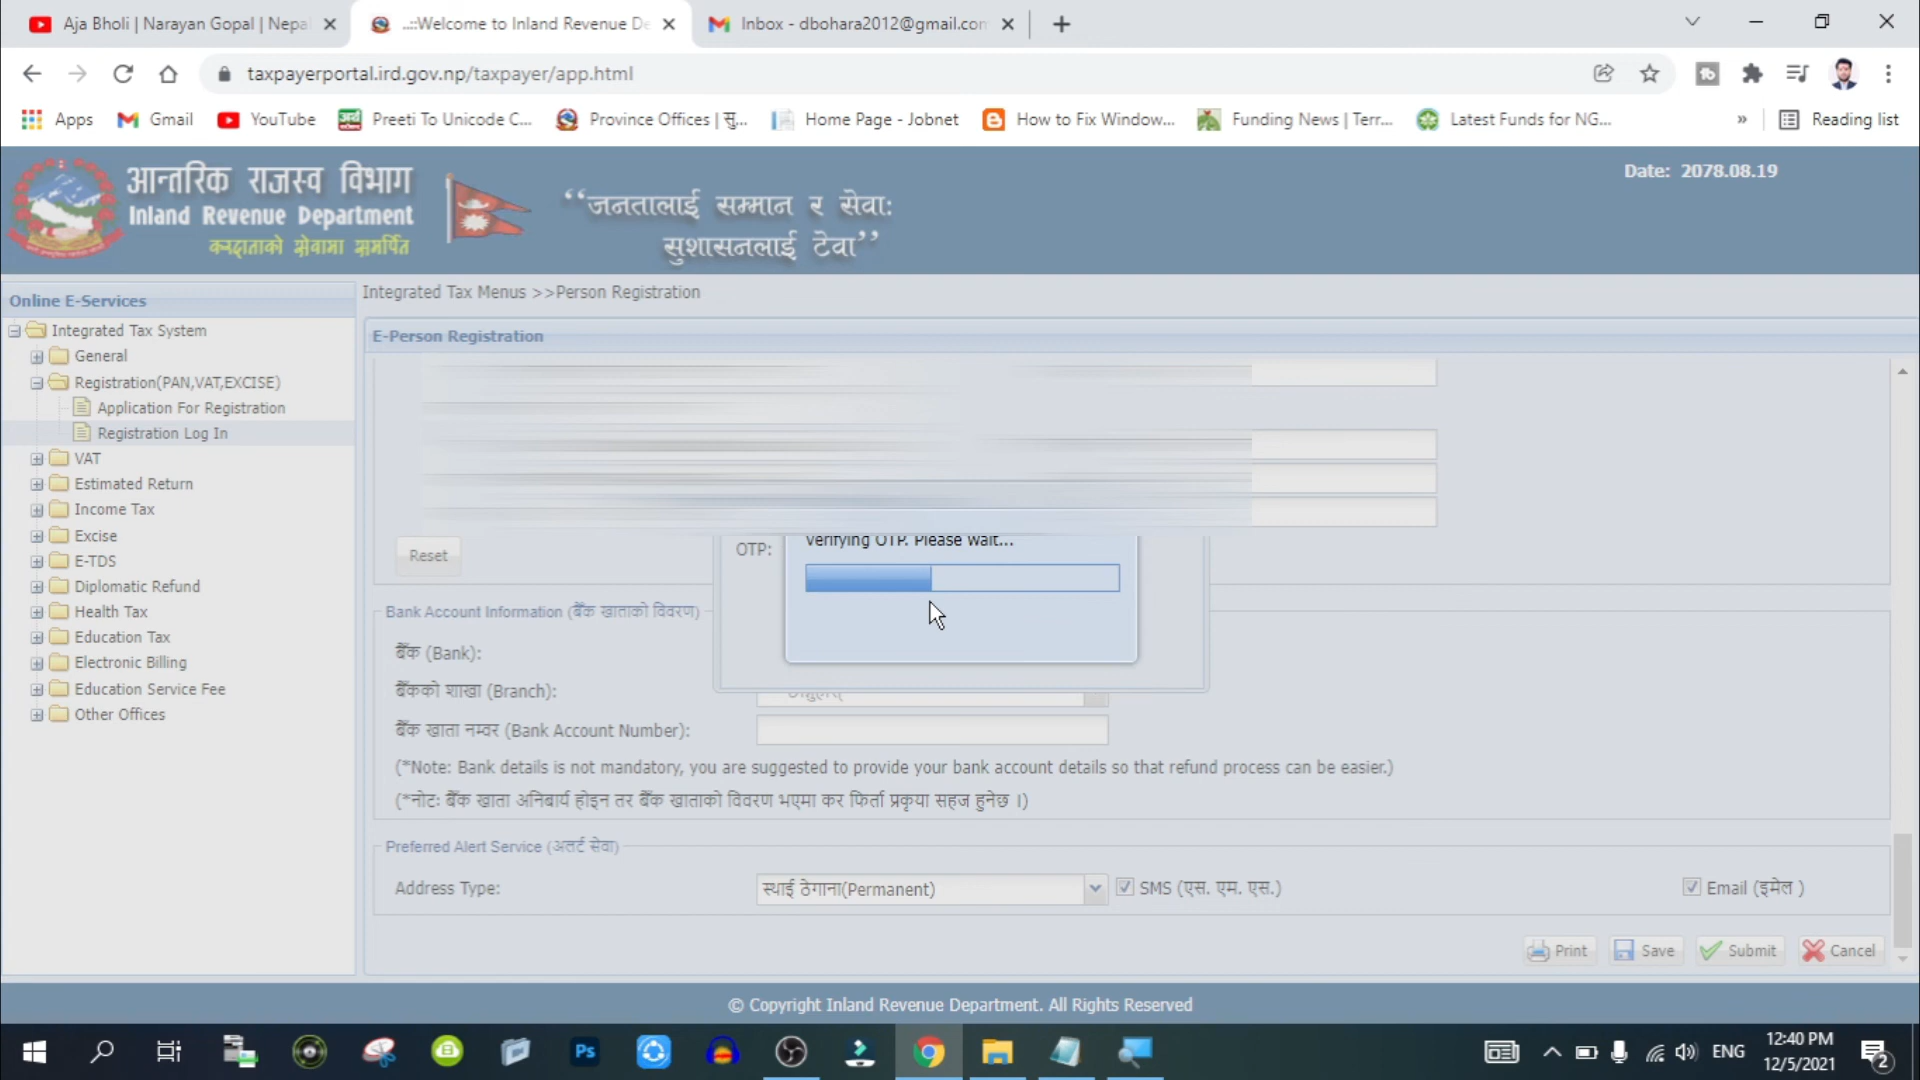 Aja Bholi | Narayan Gopal | Nepal
..::Welcome to Inland Revenue De
Inbox - dbohara2012@gmail.com
taxpayerportal.ird.gov.np/taxpayer/app.html
Apps
Gmail
YouTube
Preeti To Unicode C...
Province Offices | सु...
Home Page - Jobnet
How to Fix Window...
Funding News | Terr...
Latest Funds for NG...
»
Reading list
आन्तरिक राजस्व विभाग
Inland Revenue Department
करदाताको सेवामा समर्पित
“जनतालाई सम्मान र सेवा:
सुशासनलाई टेवा”
Date: 2078.08.19
Online E-Services
Integrated Tax System
General
Registration(PAN,VAT,EXCISE)
Application For Registration
Registration Log In
VAT
Estimated Return
Income Tax
Excise
E-TDS
Diplomatic Refund
Health Tax
Education Tax
Electronic Billing
Education Service Fee
Other Offices
Integrated Tax Menus >>Person Registration
E-Person Registration
Reset
OTP:
Verifying OTP. Please wait...
Bank Account Information (बैँक खाताको विवरण)
बैँक (Bank):
बैँकको शाखा (Branch):
बैँक खाता नम्वर (Bank Account Number):
(*Note: Bank details is not mandatory, you are suggested to provide your bank account details so that refund process can be easier.)
(*नोटः बैँक खाता अनिबार्य होइन तर बैँक खाताको विवरण भएमा कर फिर्ता प्रकृया सहज हुनेछ ।)
Preferred Alert Service (अलर्ट सेवा)
Address Type:
स्थाई ठेगाना(Permanent)
SMS (एस. एम. एस.)
Email (इमेल )
Print
Save
Submit
Cancel
© Copyright Inland Revenue Department. All Rights Reserved
Ps
ENG
12:40 PM
12/5/2021
2